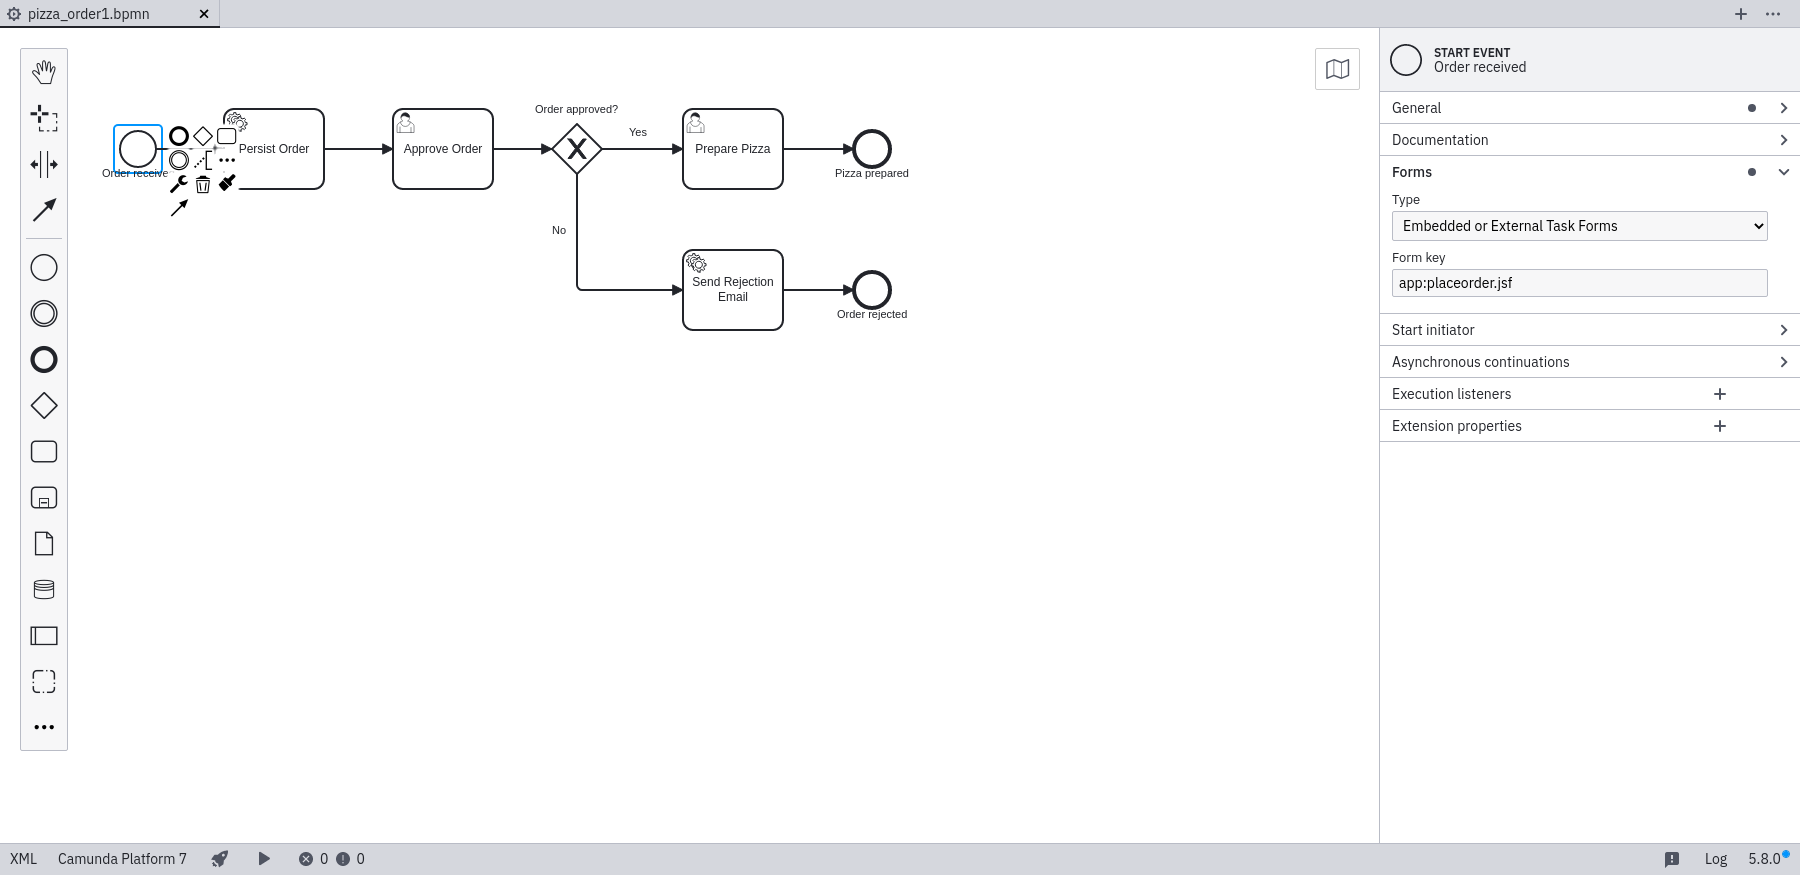 pizza_order1.bpmn
START EVENT
Order received
General
Documentation
Forms
Type
Embedded or External Task Forms
Form key
app:placeorder.jsf
Start initiator
Asynchronous continuations
Execution listeners
Extension properties
Order receive
Persist Order
Approve Order
Order approved?
Yes
No
Prepare Pizza
Pizza prepared
Send Rejection
Email
Order rejected
XML
Camunda Platform 7
0
0
Log
5.8.0